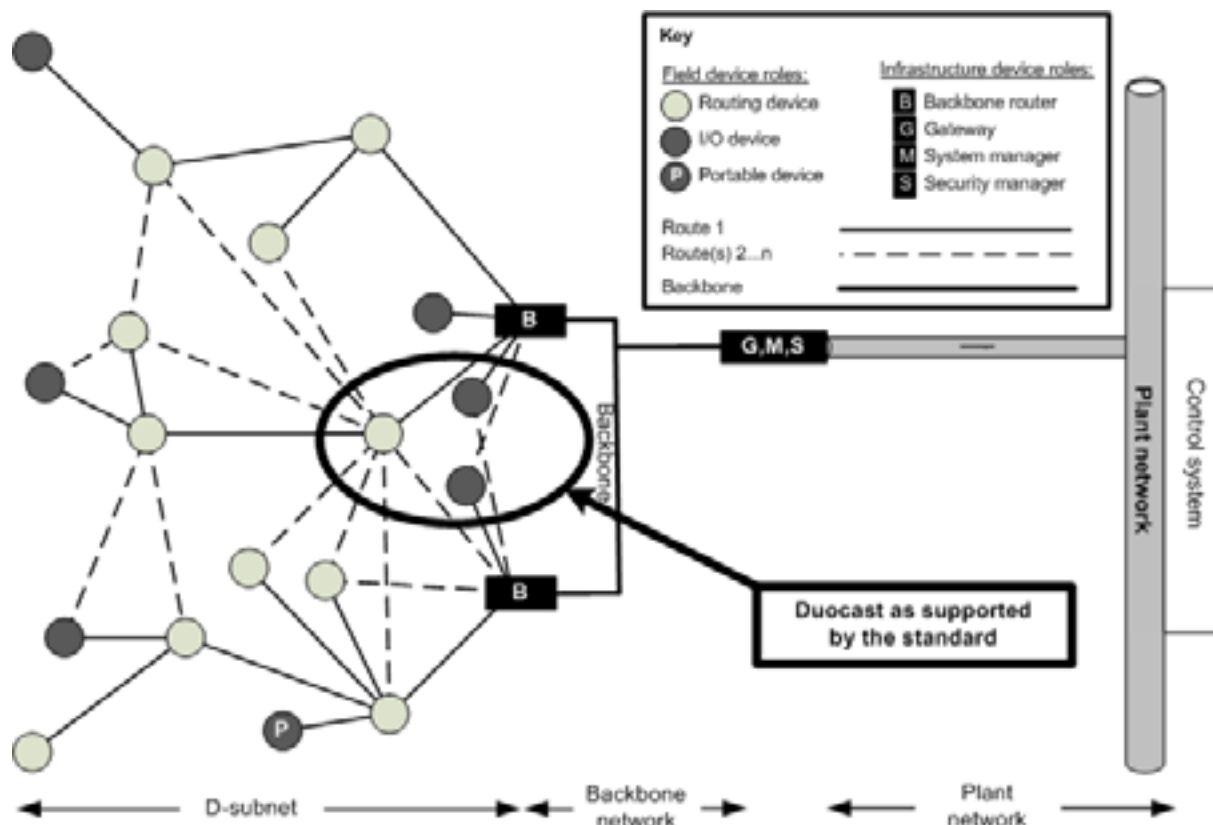 Key
Field device roles:
Routing device
I/O device
P
Portable device
Infrastructure device roles:
B
Backbone router
G
Gateway
M
System manager
S
Security manager
Route 1
Route(s) 2...n
Backbone
B
G,M,S
Backbone
Plant network
Control system
B
Duocast as supported
by the standard
P
D-subnet
Backbone
network
Plant
network